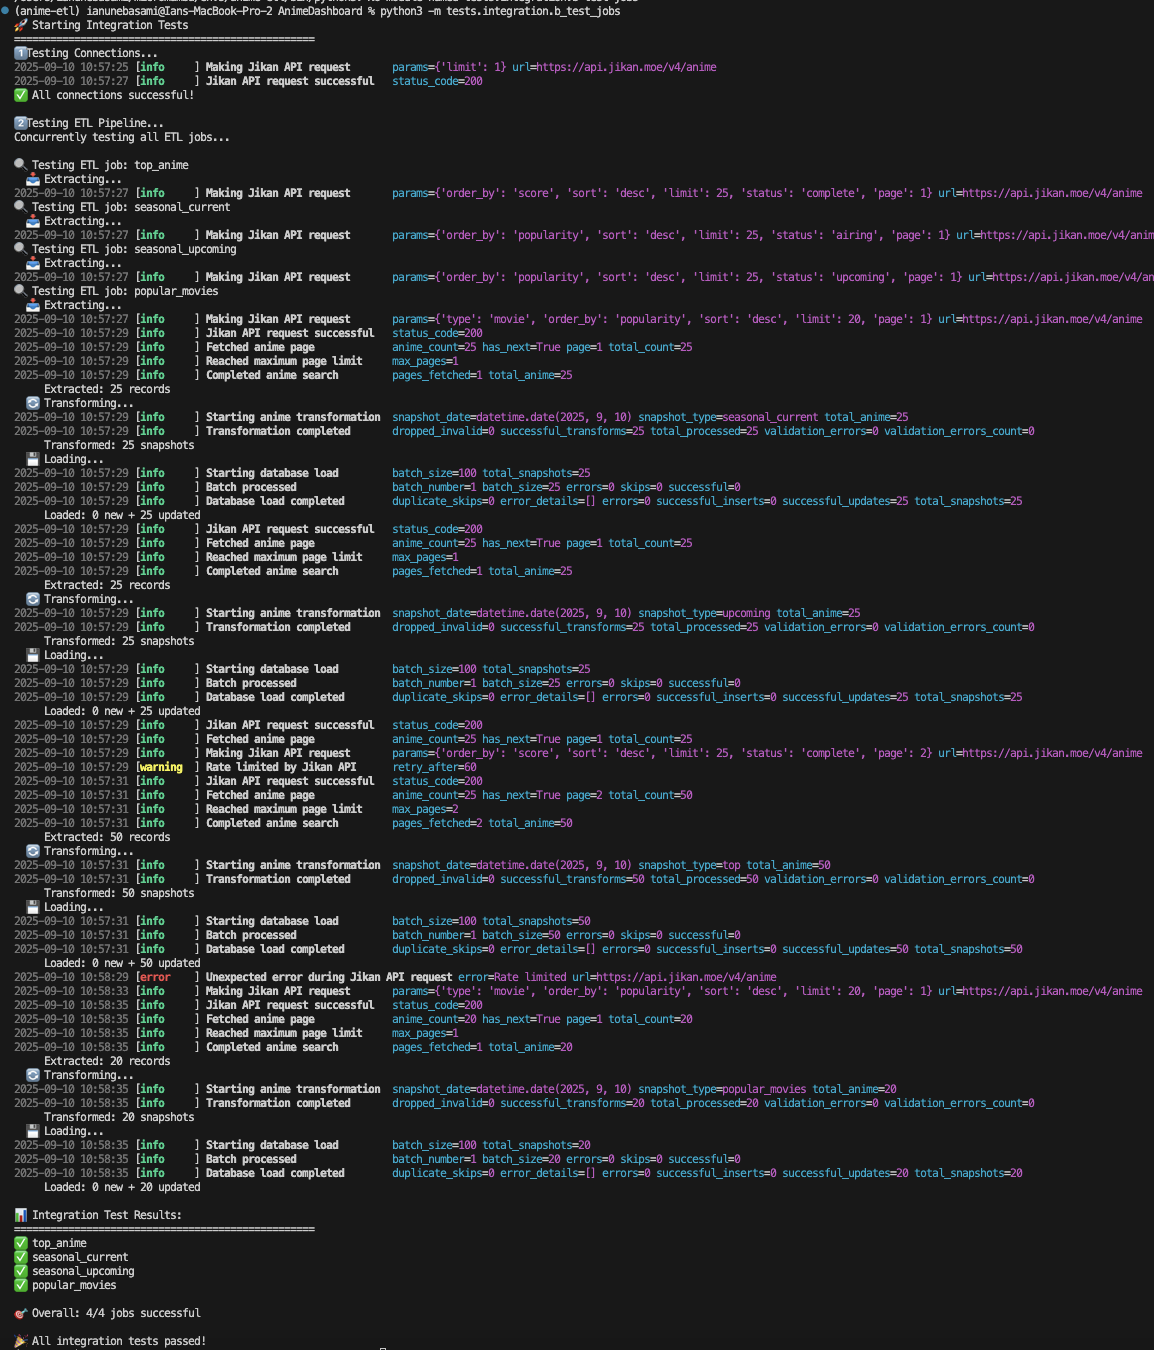 (anime-etl) ianunebasami@Ians-MacBook-Pro-2 AnimeDashboard % python3 -m tests.integration.b_test_jobs
🚀 Starting Integration Tests
==================================================
1️⃣Testing Connections...
2025-09-10 10:57:25 [info     ] Making Jikan API request       params={'limit': 1} url=https://api.jikan.moe/v4/anime
2025-09-10 10:57:27 [info     ] Jikan API request successful   status_code=200
✅ All connections successful!
2️⃣Testing ETL Pipeline...
Concurrently testing all ETL jobs...
🔍 Testing ETL job: top_anime
📥 Extracting...
2025-09-10 10:57:27 [info     ] Making Jikan API request       params={'order_by': 'score', 'sort': 'desc', 'limit': 25, 'status': 'complete', 'page': 1} url=https://api.jikan.moe/v4/anime
🔍 Testing ETL job: seasonal_current
📥 Extracting...
2025-09-10 10:57:27 [info     ] Making Jikan API request       params={'order_by': 'popularity', 'sort': 'desc', 'limit': 25, 'status': 'airing', 'page': 1} url=https://api.jikan.moe/v4/anim
🔍 Testing ETL job: seasonal_upcoming
📥 Extracting...
2025-09-10 10:57:27 [info     ] Making Jikan API request       params={'order_by': 'popularity', 'sort': 'desc', 'limit': 25, 'status': 'upcoming', 'page': 1} url=https://api.jikan.moe/v4/an
🔍 Testing ETL job: popular_movies
📥 Extracting...
2025-09-10 10:57:27 [info     ] Making Jikan API request       params={'type': 'movie', 'order_by': 'popularity', 'sort': 'desc', 'limit': 20, 'page': 1} url=https://api.jikan.moe/v4/anime
2025-09-10 10:57:29 [info     ] Jikan API request successful   status_code=200
2025-09-10 10:57:29 [info     ] Fetched anime page             anime_count=25 has_next=True page=1 total_count=25
2025-09-10 10:57:29 [info     ] Reached maximum page limit     max_pages=1
2025-09-10 10:57:29 [info     ] Completed anime search         pages_fetched=1 total_anime=25
Extracted: 25 records
🔄 Transforming...
2025-09-10 10:57:29 [info     ] Starting anime transformation  snapshot_date=datetime.date(2025, 9, 10) snapshot_type=seasonal_current total_anime=25
2025-09-10 10:57:29 [info     ] Transformation completed       dropped_invalid=0 successful_transforms=25 total_processed=25 validation_errors=0 validation_errors_count=0
Transformed: 25 snapshots
💾 Loading...
2025-09-10 10:57:29 [info     ] Starting database load         batch_size=100 total_snapshots=25
2025-09-10 10:57:29 [info     ] Batch processed                batch_number=1 batch_size=25 errors=0 skips=0 successful=0
2025-09-10 10:57:29 [info     ] Database load completed        duplicate_skips=0 error_details=[] errors=0 successful_inserts=0 successful_updates=25 total_snapshots=25
Loaded: 0 new + 25 updated
2025-09-10 10:57:29 [info     ] Jikan API request successful   status_code=200
2025-09-10 10:57:29 [info     ] Fetched anime page             anime_count=25 has_next=True page=1 total_count=25
2025-09-10 10:57:29 [info     ] Reached maximum page limit     max_pages=1
2025-09-10 10:57:29 [info     ] Completed anime search         pages_fetched=1 total_anime=25
Extracted: 25 records
🔄 Transforming...
2025-09-10 10:57:29 [info     ] Starting anime transformation  snapshot_date=datetime.date(2025, 9, 10) snapshot_type=upcoming total_anime=25
2025-09-10 10:57:29 [info     ] Transformation completed       dropped_invalid=0 successful_transforms=25 total_processed=25 validation_errors=0 validation_errors_count=0
Transformed: 25 snapshots
💾 Loading...
2025-09-10 10:57:29 [info     ] Starting database load         batch_size=100 total_snapshots=25
2025-09-10 10:57:29 [info     ] Batch processed                batch_number=1 batch_size=25 errors=0 skips=0 successful=0
2025-09-10 10:57:29 [info     ] Database load completed        duplicate_skips=0 error_details=[] errors=0 successful_inserts=0 successful_updates=25 total_snapshots=25
Loaded: 0 new + 25 updated
2025-09-10 10:57:29 [info     ] Jikan API request successful   status_code=200
2025-09-10 10:57:29 [info     ] Fetched anime page             anime_count=25 has_next=True page=1 total_count=25
2025-09-10 10:57:29 [info     ] Making Jikan API request       params={'order_by': 'score', 'sort': 'desc', 'limit': 25, 'status': 'complete', 'page': 2} url=https://api.jikan.moe/v4/anime
2025-09-10 10:57:29 [warning  ] Rate limited by Jikan API      retry_after=60
2025-09-10 10:57:31 [info     ] Jikan API request successful   status_code=200
2025-09-10 10:57:31 [info     ] Fetched anime page             anime_count=25 has_next=True page=2 total_count=50
2025-09-10 10:57:31 [info     ] Reached maximum page limit     max_pages=2
2025-09-10 10:57:31 [info     ] Completed anime search         pages_fetched=2 total_anime=50
Extracted: 50 records
🔄 Transforming...
2025-09-10 10:57:31 [info     ] Starting anime transformation  snapshot_date=datetime.date(2025, 9, 10) snapshot_type=top total_anime=50
2025-09-10 10:57:31 [info     ] Transformation completed       dropped_invalid=0 successful_transforms=50 total_processed=50 validation_errors=0 validation_errors_count=0
Transformed: 50 snapshots
💾 Loading...
2025-09-10 10:57:31 [info     ] Starting database load         batch_size=100 total_snapshots=50
2025-09-10 10:57:31 [info     ] Batch processed                batch_number=1 batch_size=50 errors=0 skips=0 successful=0
2025-09-10 10:57:31 [info     ] Database load completed        duplicate_skips=0 error_details=[] errors=0 successful_inserts=0 successful_updates=50 total_snapshots=50
Loaded: 0 new + 50 updated
2025-09-10 10:58:29 [error    ] Unexpected error during Jikan API request error=Rate limited url=https://api.jikan.moe/v4/anime
2025-09-10 10:58:33 [info     ] Making Jikan API request       params={'type': 'movie', 'order_by': 'popularity', 'sort': 'desc', 'limit': 20, 'page': 1} url=https://api.jikan.moe/v4/anime
2025-09-10 10:58:35 [info     ] Jikan API request successful   status_code=200
2025-09-10 10:58:35 [info     ] Fetched anime page             anime_count=20 has_next=True page=1 total_count=20
2025-09-10 10:58:35 [info     ] Reached maximum page limit     max_pages=1
2025-09-10 10:58:35 [info     ] Completed anime search         pages_fetched=1 total_anime=20
Extracted: 20 records
🔄 Transforming...
2025-09-10 10:58:35 [info     ] Starting anime transformation  snapshot_date=datetime.date(2025, 9, 10) snapshot_type=popular_movies total_anime=20
2025-09-10 10:58:35 [info     ] Transformation completed       dropped_invalid=0 successful_transforms=20 total_processed=20 validation_errors=0 validation_errors_count=0
Transformed: 20 snapshots
💾 Loading...
2025-09-10 10:58:35 [info     ] Starting database load         batch_size=100 total_snapshots=20
2025-09-10 10:58:35 [info     ] Batch processed                batch_number=1 batch_size=20 errors=0 skips=0 successful=0
2025-09-10 10:58:35 [info     ] Database load completed        duplicate_skips=0 error_details=[] errors=0 successful_inserts=0 successful_updates=20 total_snapshots=20
Loaded: 0 new + 20 updated
📊 Integration Test Results:
==================================================
✅ top_anime
✅ seasonal_current
✅ seasonal_upcoming
✅ popular_movies
🎯 Overall: 4/4 jobs successful
🎉 All integration tests passed!